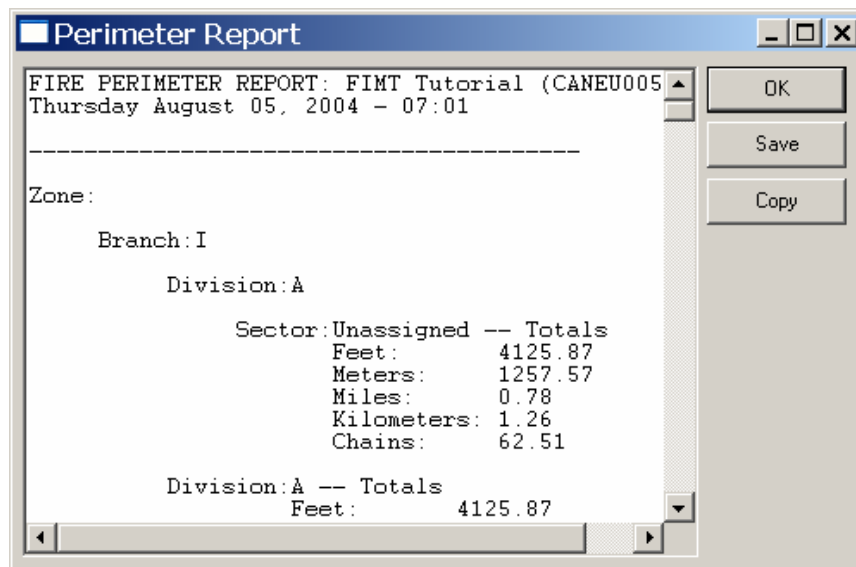 Perimeter Report
FIRE PERIMETER REPORT: FIMT Tutorial (CANEU005
Thursday August 05, 2004 - 07:01
----------------------------------------
Zone:
Branch:I
Division:A
Sector:Unassigned -- Totals
Feet: 4125.87
Meters: 1257.57
Miles: 0.78
Kilometers: 1.26
Chains: 62.51
Division:A -- Totals
Feet: 4125.87
OK
Save
Copy